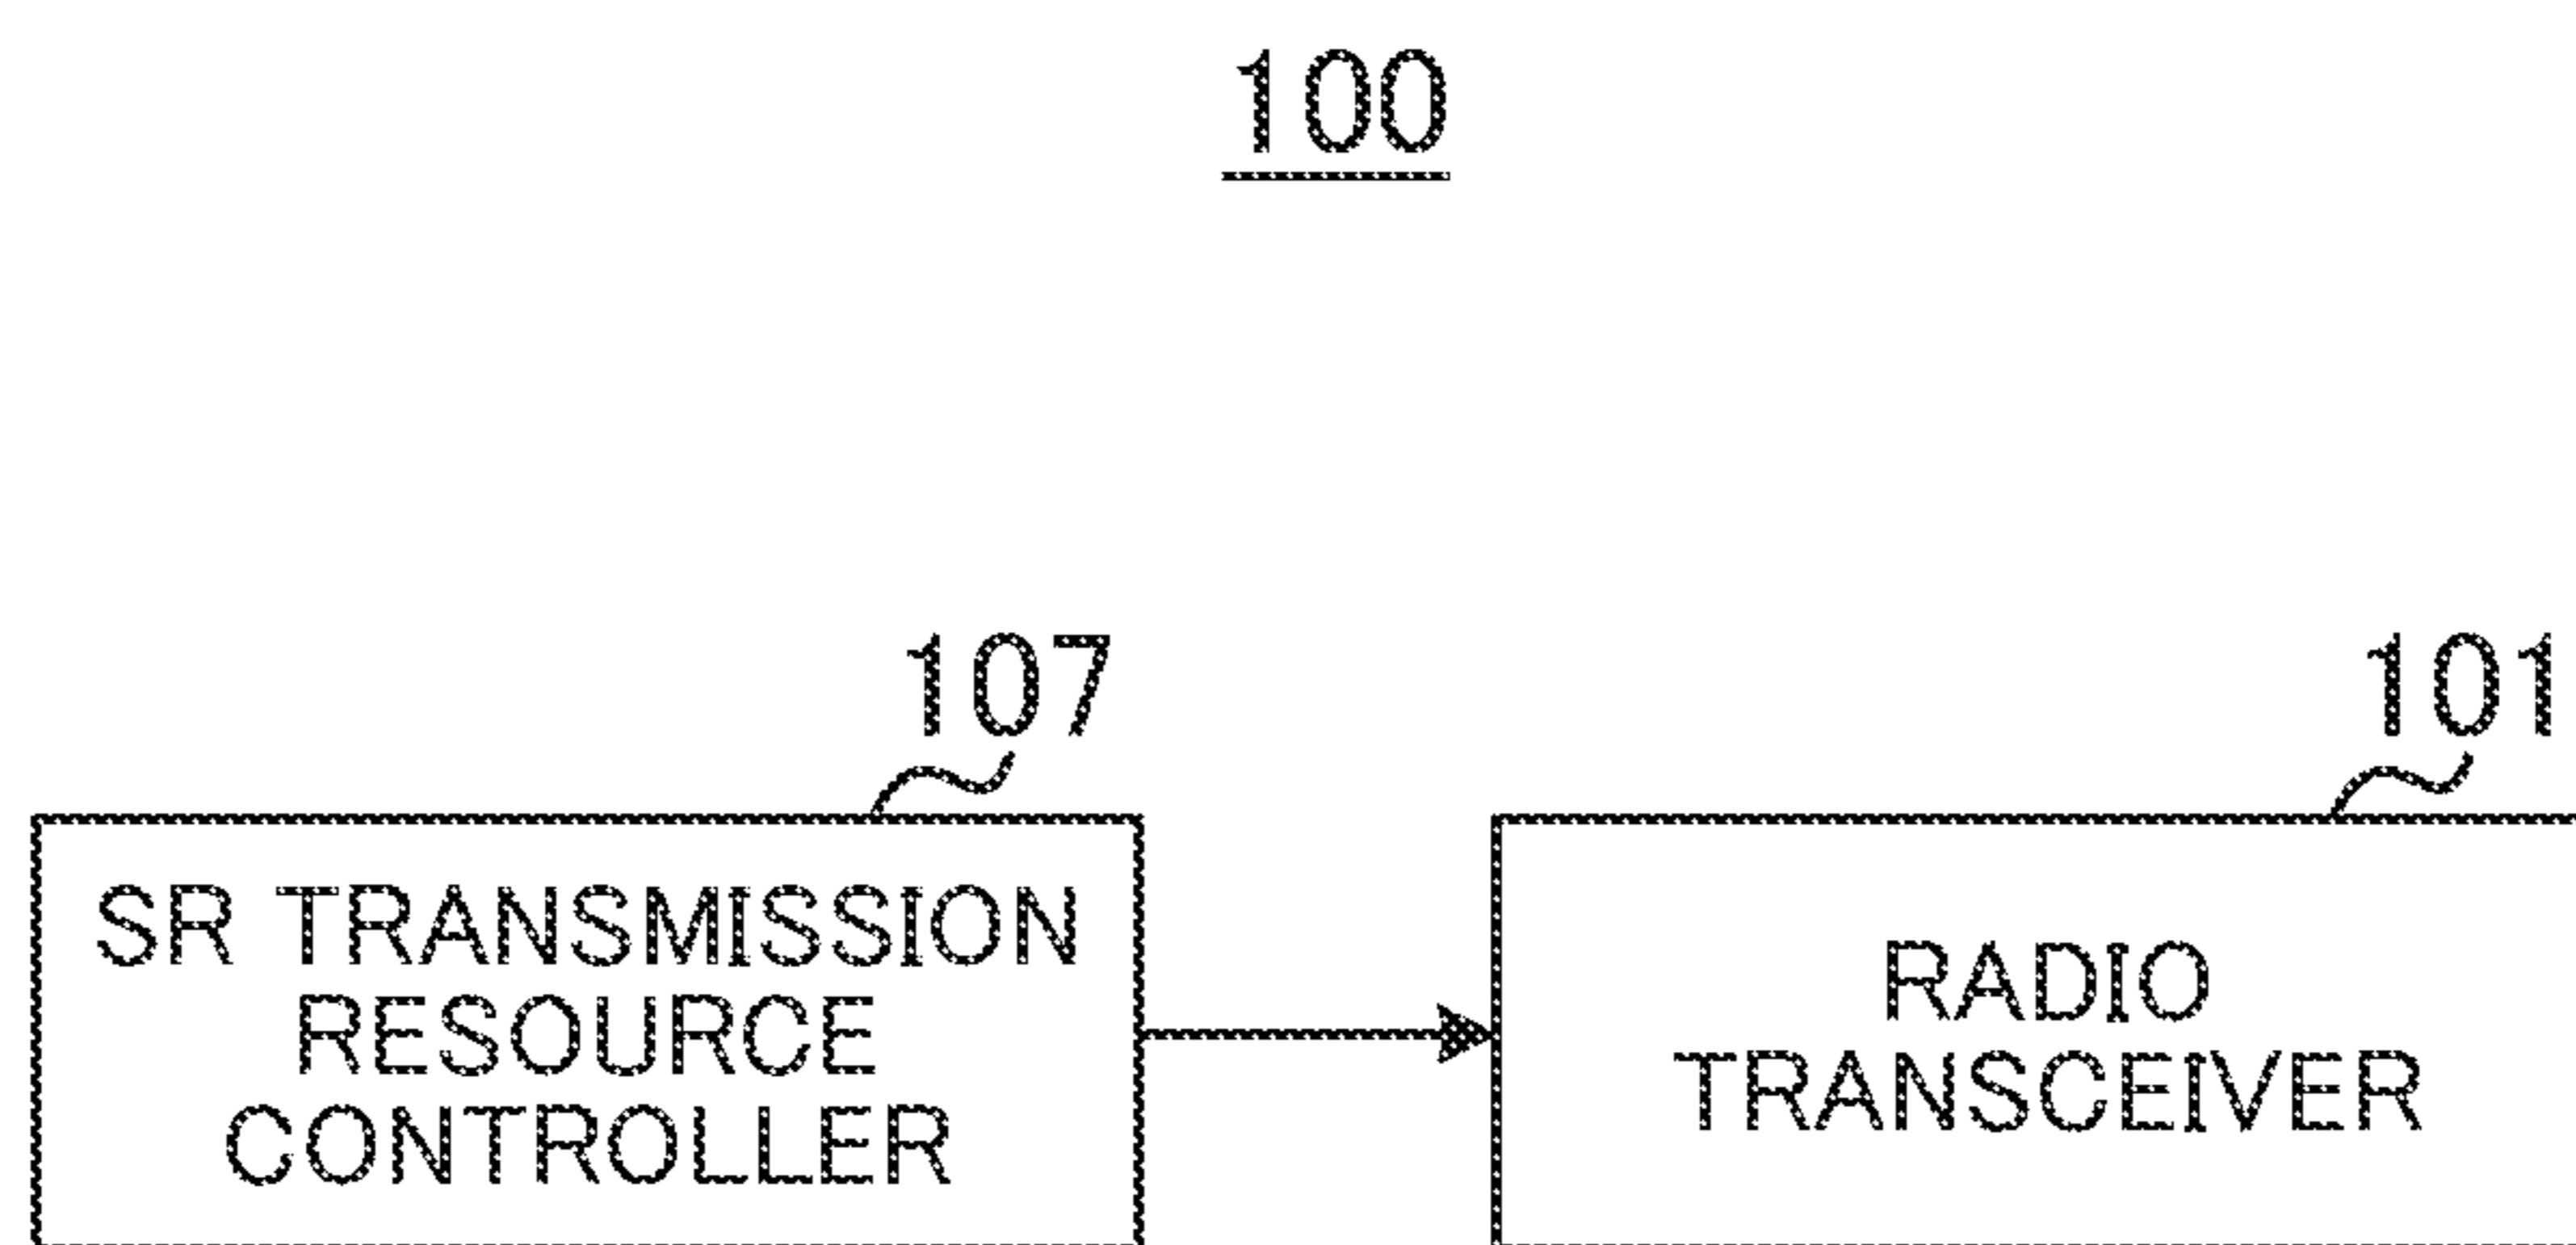 100
107
101
SR TRANSMISSION
RESOURCE
CONTROLLER
RADIO
TRANSCEIVER